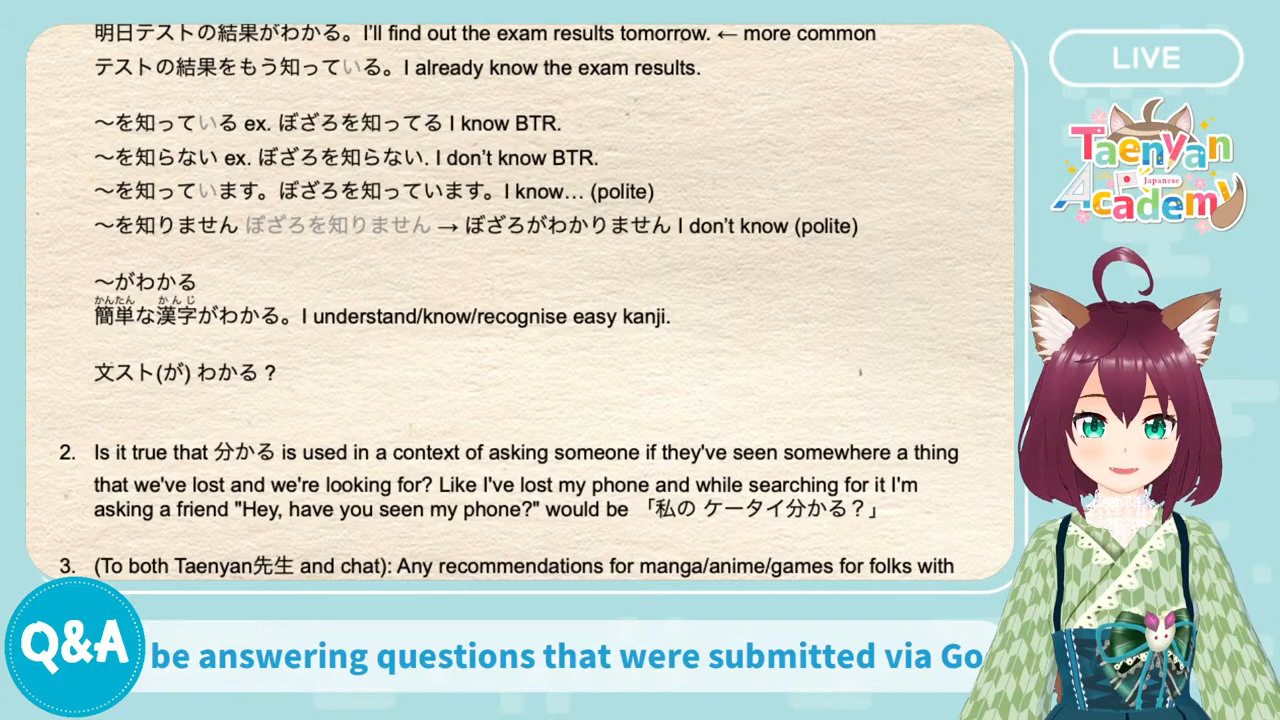 明日テストの結果がわかる。I'll find out the exam results tomorrow. ← more common
テストの結果をもう知っている。I already know the exam results.
～を知っている ex. ぼざろを知ってる I know BTR.
～を知らない ex. ぼざろを知らない. I don't know BTR.
～を知っています。ぼざろを知っています。I know… (polite)
～を知りません ぼざろを知りません → ぼざろがわかりません I don't know (polite)
～がわかる
かんたん かんじ
簡単な漢字がわかる。I understand/know/recognise easy kanji.
文スト(が) わかる？
2. Is it true that 分かる is used in a context of asking someone if they've seen somewhere a thing
that we've lost and we're looking for? Like I've lost my phone and while searching for it I'm
asking a friend "Hey, have you seen my phone?" would be 「私の ケータイ分かる？」
3. (To both Taenyan先生 and chat): Any recommendations for manga/anime/games for folks with
LIVE
Taenyan
Japanese
Academy
Q&A
be answering questions that were submitted via Go